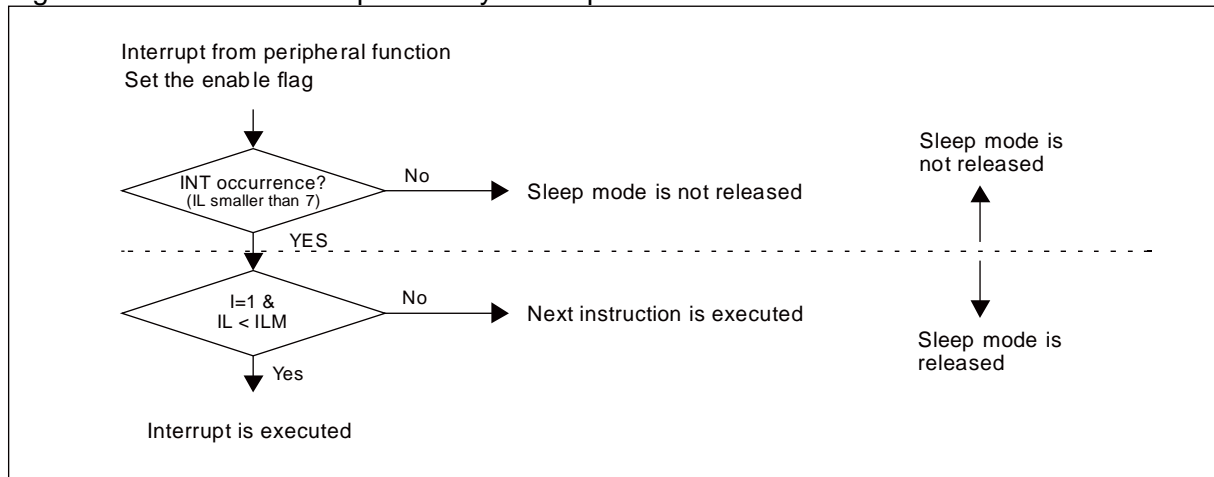 Interrupt from peripheral function
Set the enable flag
INT occurrence?
(IL smaller than 7)
No
Sleep mode is not released
YES
Sleep mode is
not released
I=1 &
IL < ILM
No
Next instruction is executed
Sleep mode is
released
Yes
Interrupt is executed